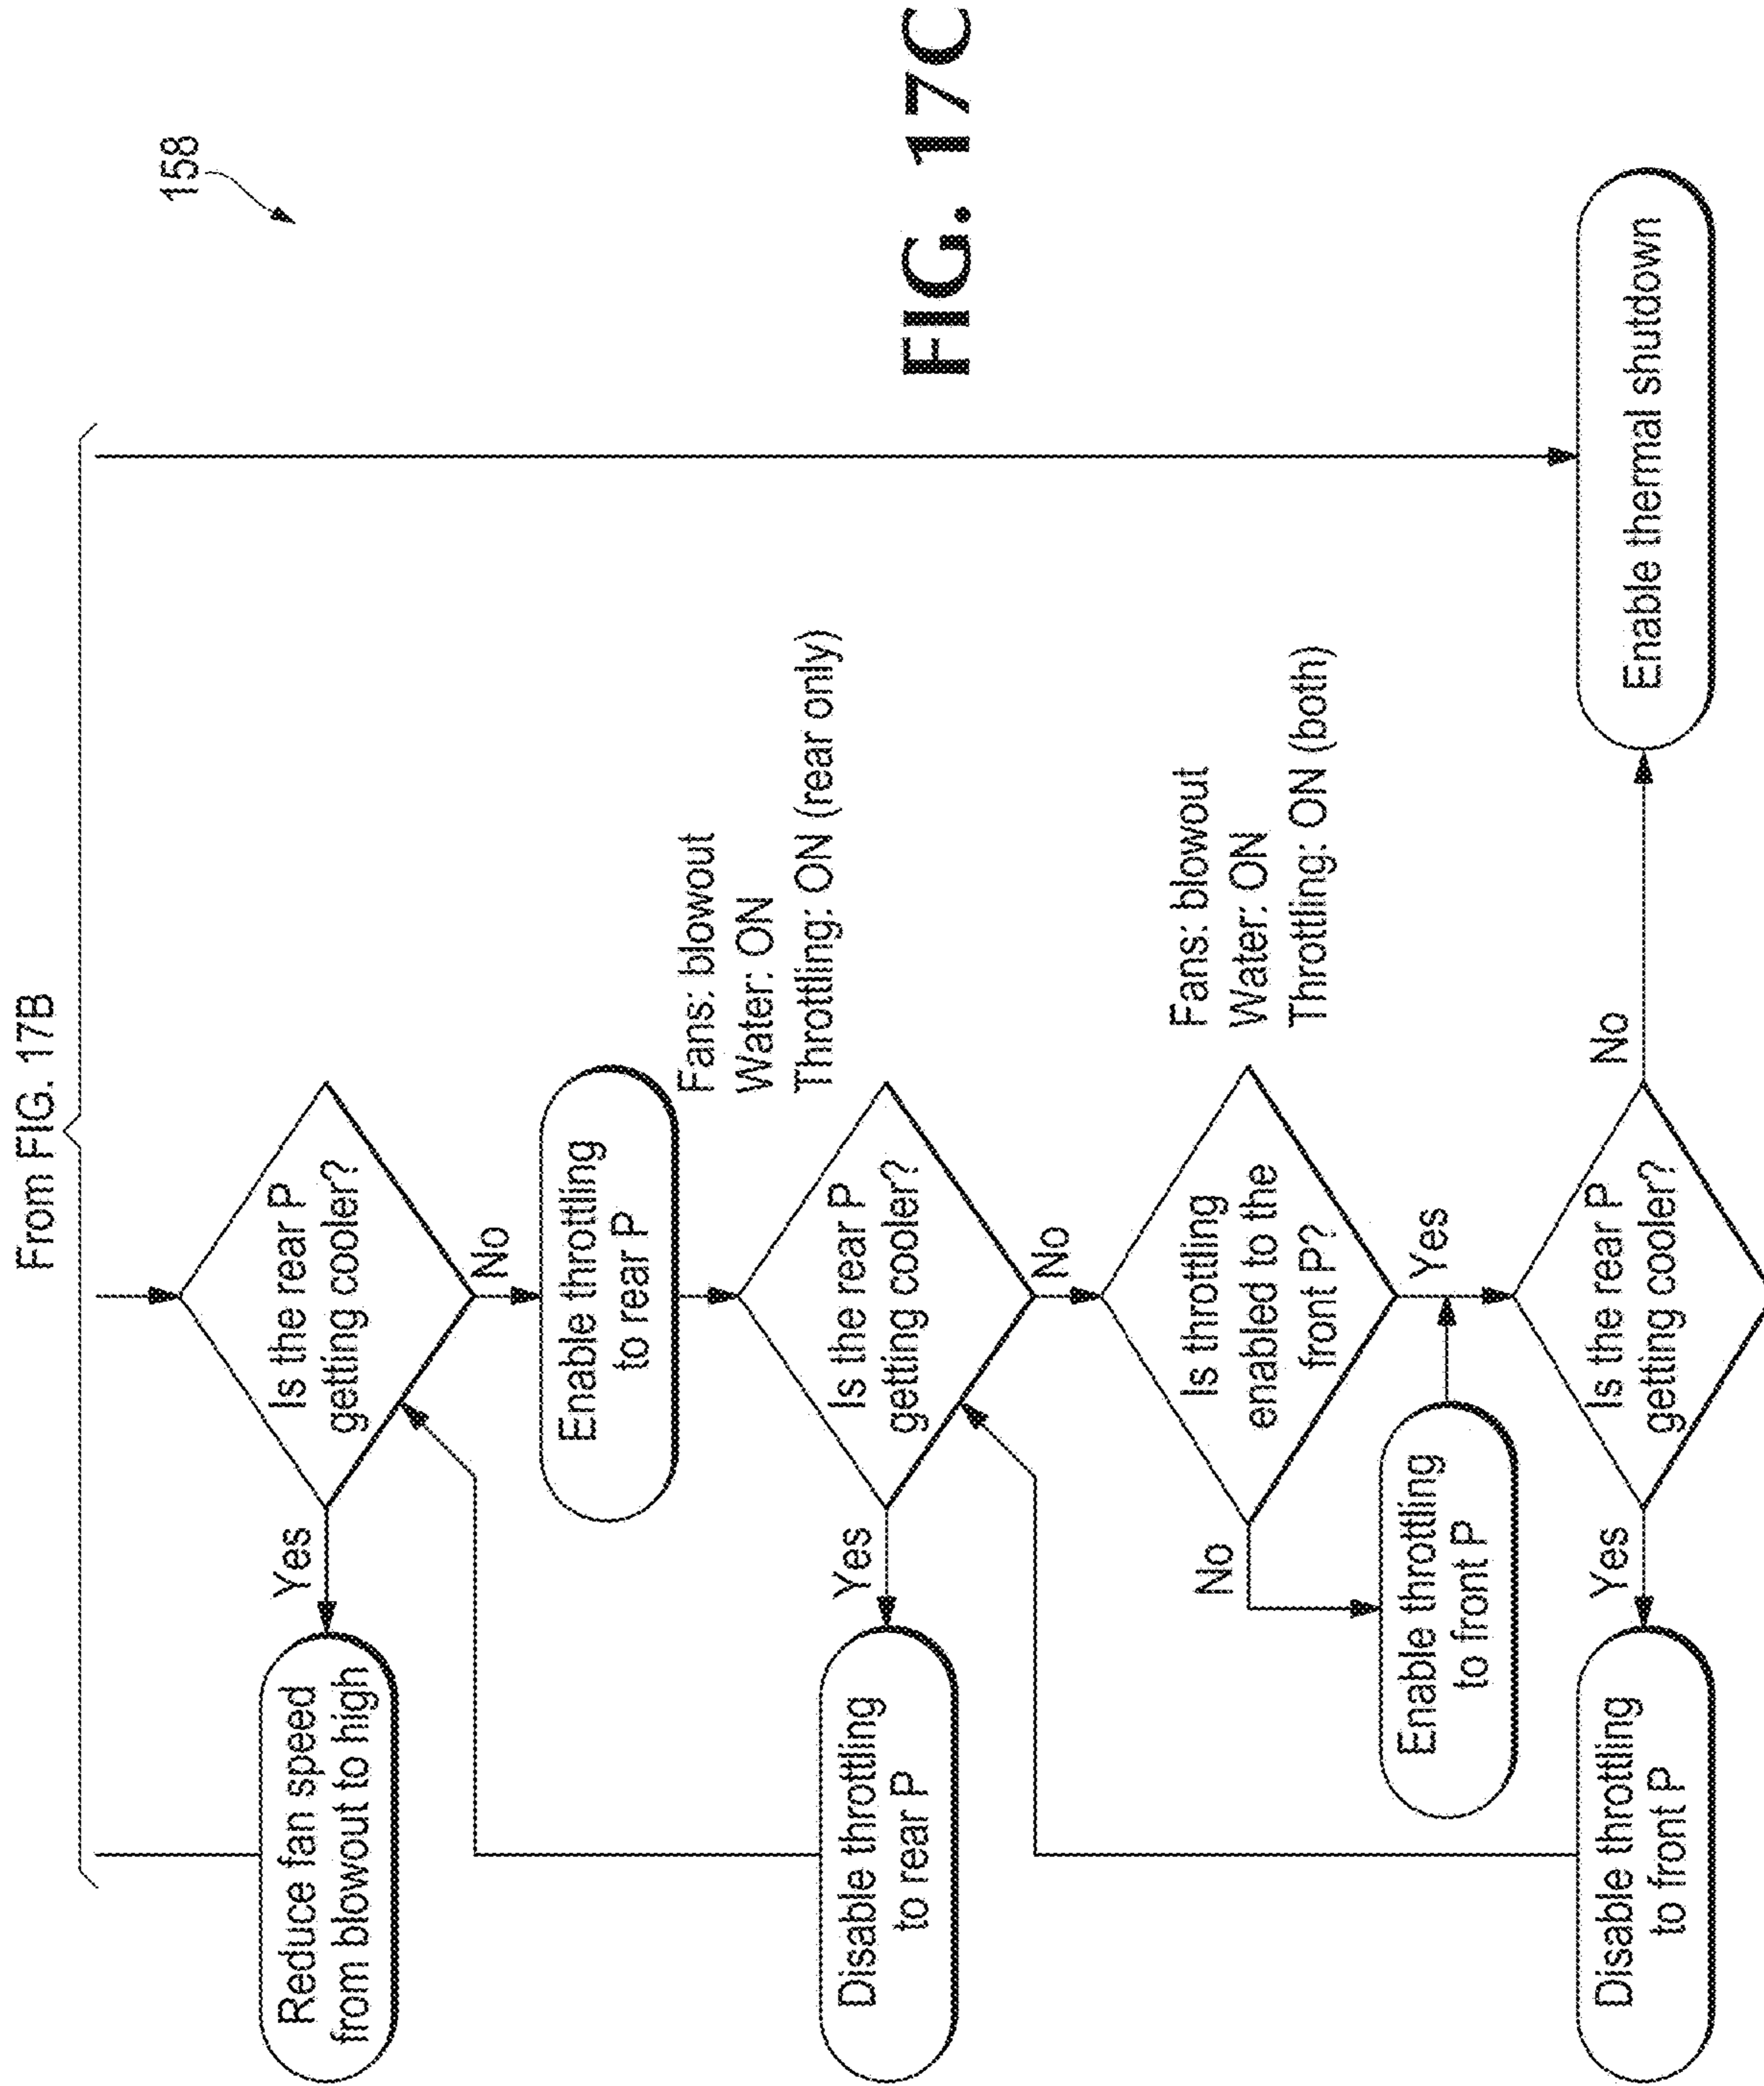 From FIG. 17B
158
Is the rear P
getting cooler?
Yes
Reduce fan speed
from blowout to high
No
Enable throttling
to rear P
Fans: blowout
Water: ON
Throttling: ON (rear only)
Is the rear P
getting cooler?
Yes
Disable throttling
to rear P
No
Is throttling
enabled to the
front P?
Fans: blowout
Water: ON
Throttling: ON (both)
No
Enable throttling
to front P
Yes
Is the rear P
getting cooler?
Yes
Disable throttling
to front P
No
Enable thermal shutdown
FIG. 17C